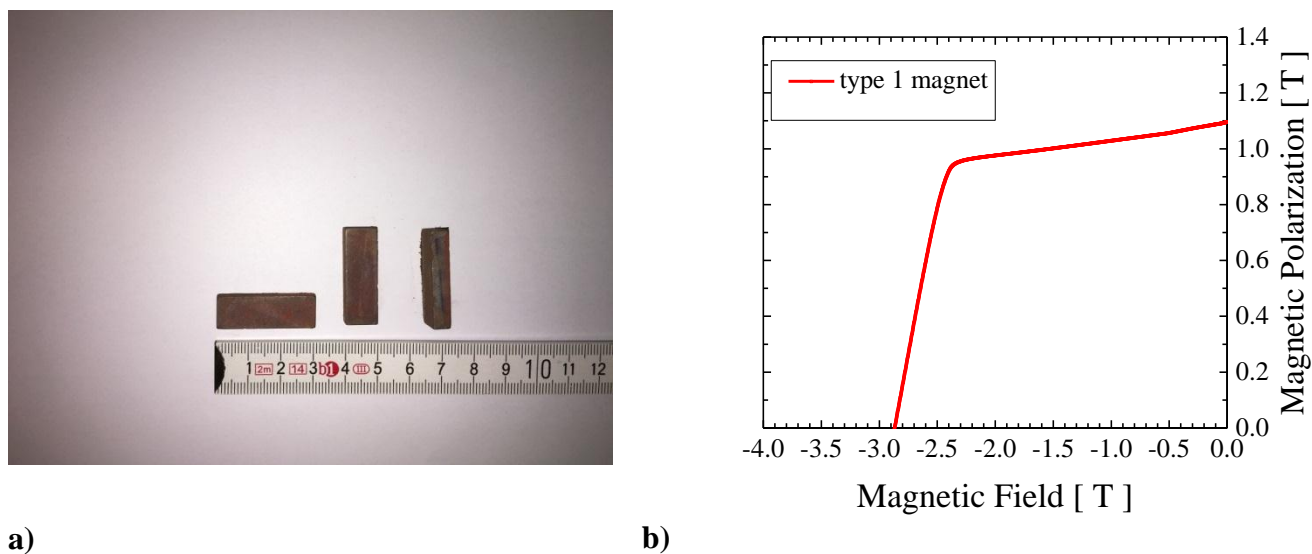 1 2m 2 14 3 b1 4 III 5 6 7 8 9 10 11 12
a)
type 1 magnet
1.4
1.2
1.0
0.8
0.6
0.4
0.2
0.0
Magnetic Polarization [ T ]
-4.0 -3.5 -3.0 -2.5 -2.0 -1.5 -1.0 -0.5 0.0
Magnetic Field [ T ]
b)